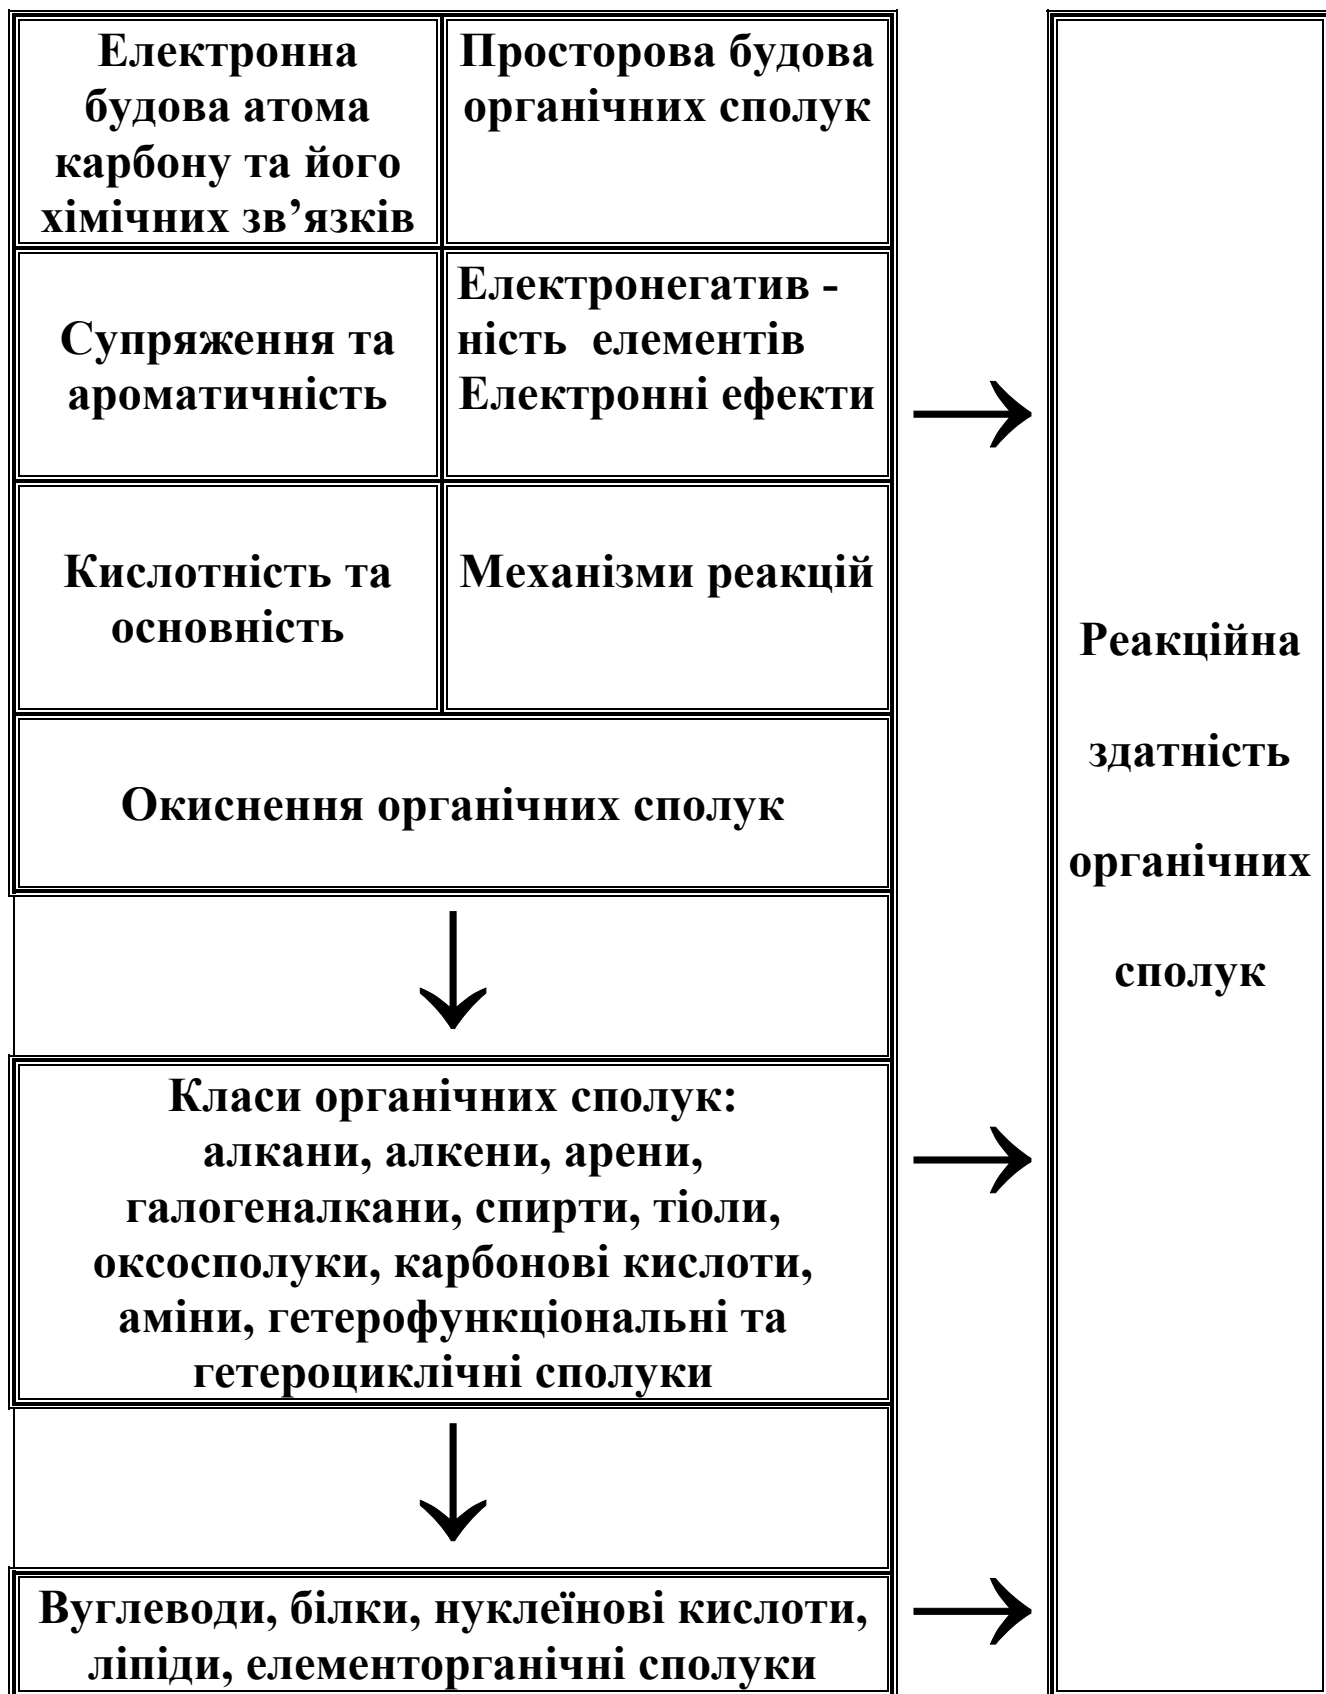 Електронна
будова атома
карбону та його
хімічних зв’язків
Просторова будова
органічних сполук
Супряження та
ароматичність
Електронегатив -
ність елементів
Електронні ефекти
Кислотність та
основність
Механізми реакцій
Окиснення органічних сполук
Класи органічних сполук:
алкани, алкени, арени,
галогеналкани, спирти, тіоли,
оксосполуки, карбонові кислоти,
аміни, гетерофункціональні та
гетероциклічні сполуки
Вуглеводи, білки, нуклеїнові кислоти,
ліпіди, елементорганічні сполуки
Реакційна
здатність
органічних
сполук